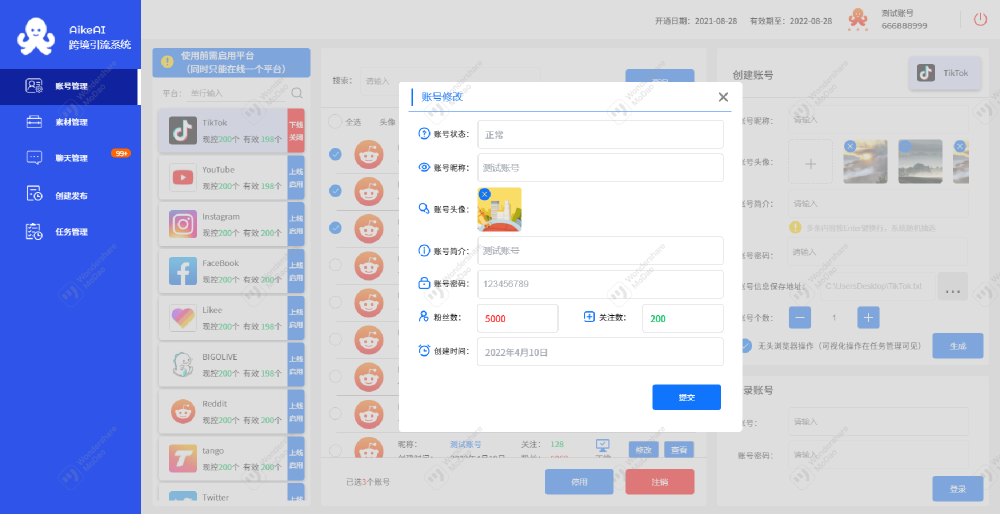 AikeAI
跨境引流系统
账号管理
素材管理
聊天管理
99+
创建发布
任务管理
开通日期：2021-08-28
有效期至：2022-08-28
测试账号
666888999
使用前需启用平台
（同时只能在线一个平台）
平台：
单行输入
TikTok
现控200个 有效 198个
下线
关闭
YouTube
现控200个 有效 198个
上线
启用
Instagram
现控200个 有效 200个
上线
启用
FaceBook
现控200个 有效 200个
上线
启用
Likee
现控200个 有效 200个
上线
启用
BIGOLIVE
现控200个 有效 198个
上线
启用
Reddit
现控200个 有效 200个
上线
启用
tango
现控200个 有效 200个
上线
启用
Twitter
上线
搜索：
请输入
全选
头像
昵称：
测试账号
关注：
128
修改
查看
已选3个账号
停用
注销
账号修改
账号状态：
正常
账号昵称：
测试账号
账号头像：
账号简介：
测试账号
账号密码：
123456789
粉丝数：
5000
关注数：
200
创建时间：
2022年4月10日
提交
创建账号
TikTok
账号昵称：
请输入
账号头像：
账号简介：
请输入
账号密码：
请输入
账号信息保存地址：
C:\Users\Desktop\TikTok.txt
...
账号个数：
1
无头浏览器操作（可视化操作在任务管理可见）
生成
录账号
账号：
请输入
账号密码：
请输入
登录
Wondershare
MoDao